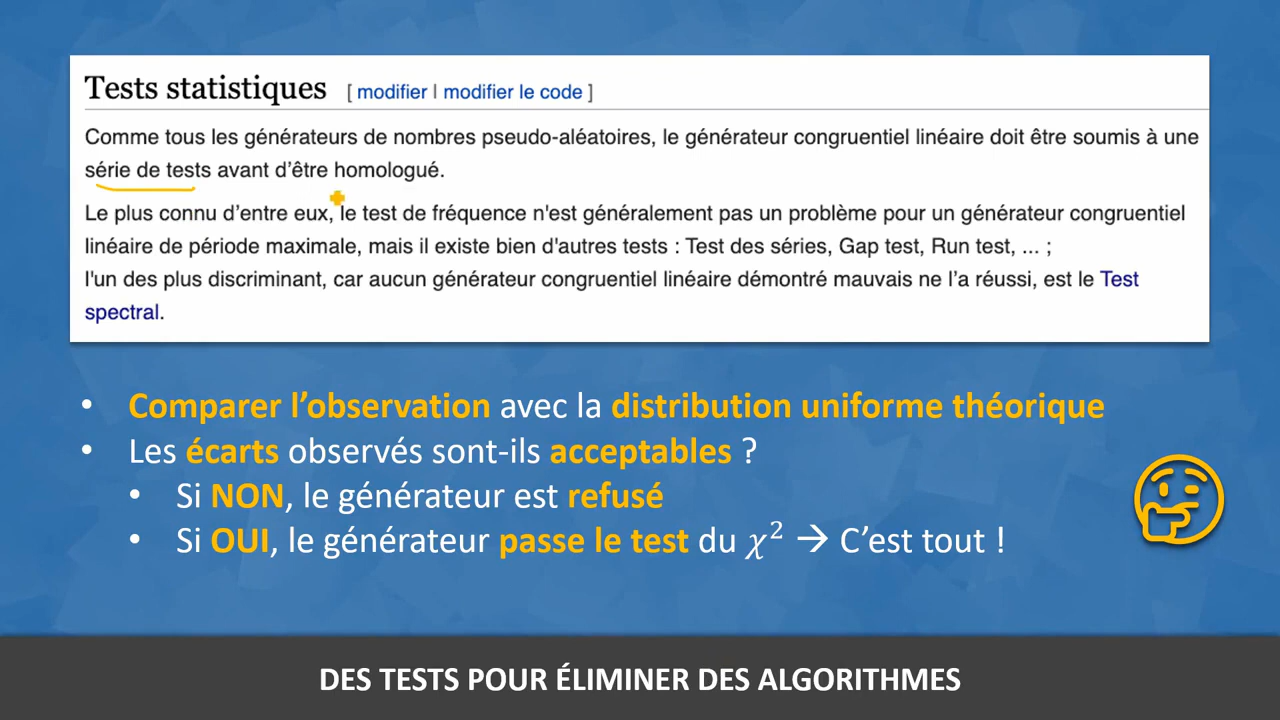 Tests statistiques [ modifier | modifier le code ]
Comme tous les générateurs de nombres pseudo-aléatoires, le générateur congruentiel linéaire doit être soumis à une
série de tests avant d’être homologué.
Le plus connu d’entre eux, le test de fréquence n'est généralement pas un problème pour un générateur congruentiel
linéaire de période maximale, mais il existe bien d'autres tests : Test des séries, Gap test, Run test, ... ;
l'un des plus discriminant, car aucun générateur congruentiel linéaire démontré mauvais ne l’a réussi, est le Test
spectral.
• Comparer l’observation avec la distribution uniforme théorique
• Les écarts observés sont-ils acceptables ?
• Si NON, le générateur est refusé
• Si OUI, le générateur passe le test du χ² → C’est tout !
DES TESTS POUR ÉLIMINER DES ALGORITHMES